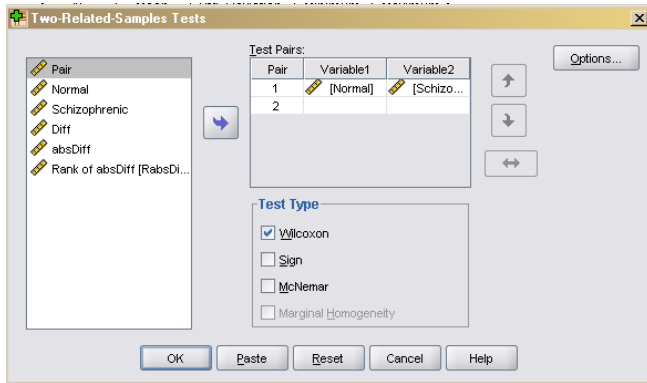 Two-Related-Samples Tests
Pair
Normal
Schizophrenic
Diff
absDiff
Rank of absDiff [RabsDi...
Test Pairs:
Pair Variable1 Variable2
1 [Normal] [Schizo...
2
Options...
Test Type
Wilcoxon
Sign
McNemar
Marginal Homogeneity
OK Paste Reset Cancel Help